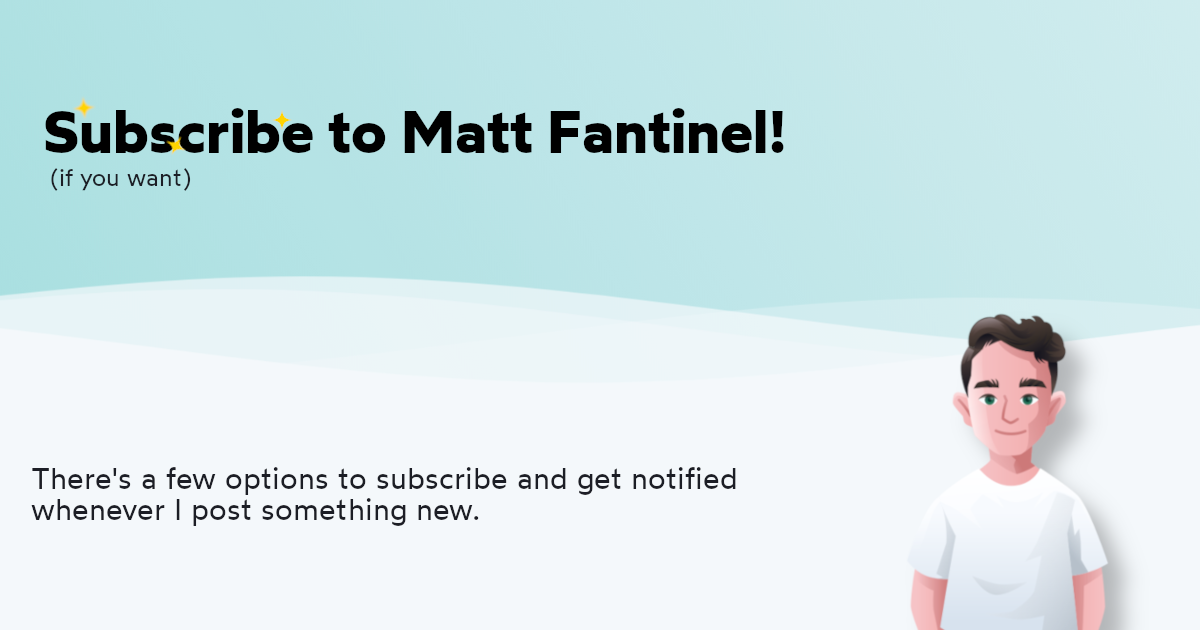 Subscribe to Matt Fantinel!
(if you want)
There's a few options to subscribe and get notified
whenever I post something new.